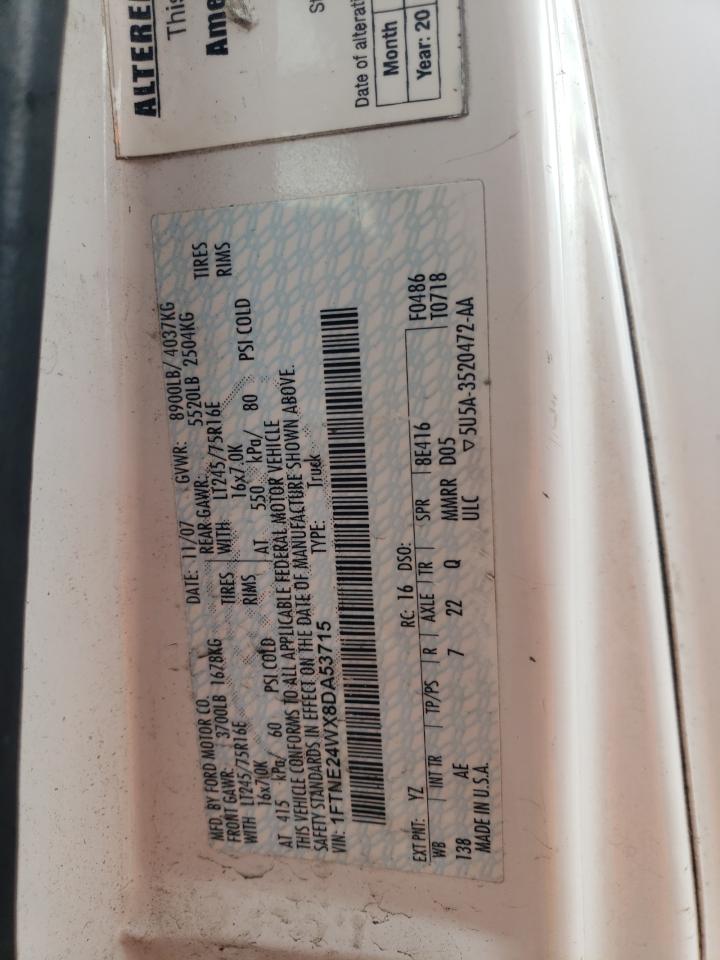 ALTERE
This
Ame
S
Date of alterati
Month
Year: 20
MFD. BY FORD MOTOR CO.
DATE: 11/07 GVWR: 8900LB/ 4037KG
FRONT GAWR: 3700LB 1678KG REAR GAWR: 5520LB 2504KG
WITH LT245/75R16E TIRES WITH LT245/75R16E TIRES
16x7.0K RIMS 16x7.0K RIMS
AT 415 kPa/ 60 PSI COLD AT 550 kPa/ 80 PSI COLD
THIS VEHICLE CONFORMS TO ALL APPLICABLE FEDERAL MOTOR VEHICLE
SAFETY STANDARDS IN EFFECT ON THE DATE OF MANUFACTURE SHOWN ABOVE.
VIN: 1FTNE24WX8DA53715 TYPE: Truck
F0486
T0718
EXT PNT: YZ RC: 16 DSO:
WB INT TR TP/PS R AXLE TR SPR 8E416
138 AE 7 22 Q MMRR D05
MADE IN U.S.A. ULC ▽5U5A-3520472-AA